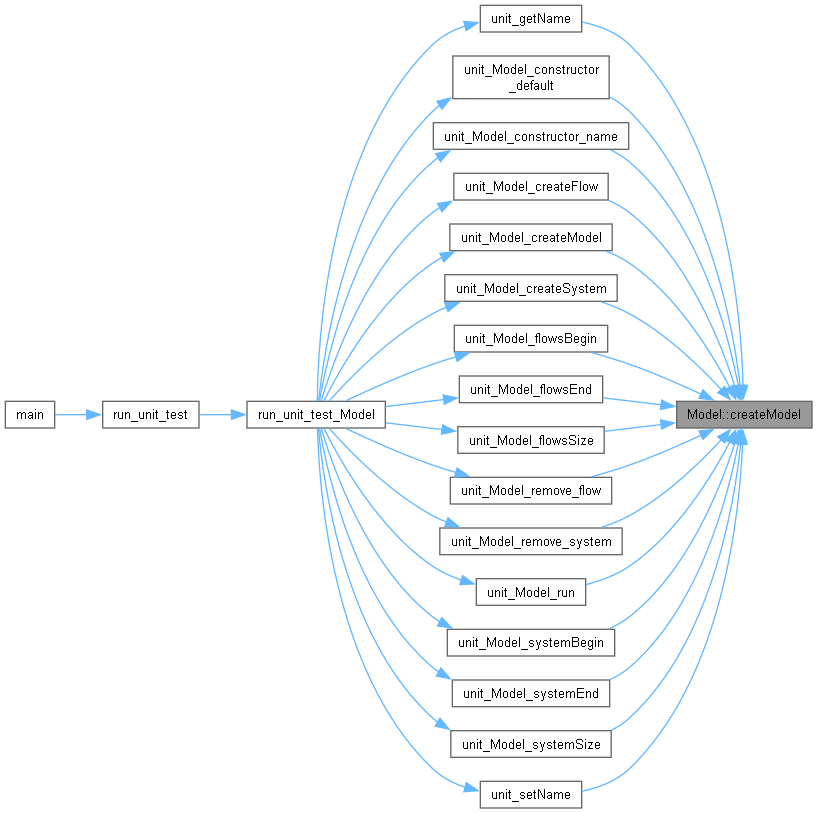 unit_getName
unit_Model_constructor
_default
unit_Model_constructor_name
unit_Model_createFlow
unit_Model_createModel
unit_Model_createSystem
unit_Model_flowsBegin
unit_Model_flowsEnd
main
run_unit_test
run_unit_test_Model
Model::createModel
unit_Model_flowsSize
unit_Model_remove_flow
unit_Model_remove_system
unit_Model_run
unit_Model_systemBegin
unit_Model_systemEnd
unit_Model_systemSize
unit_setName